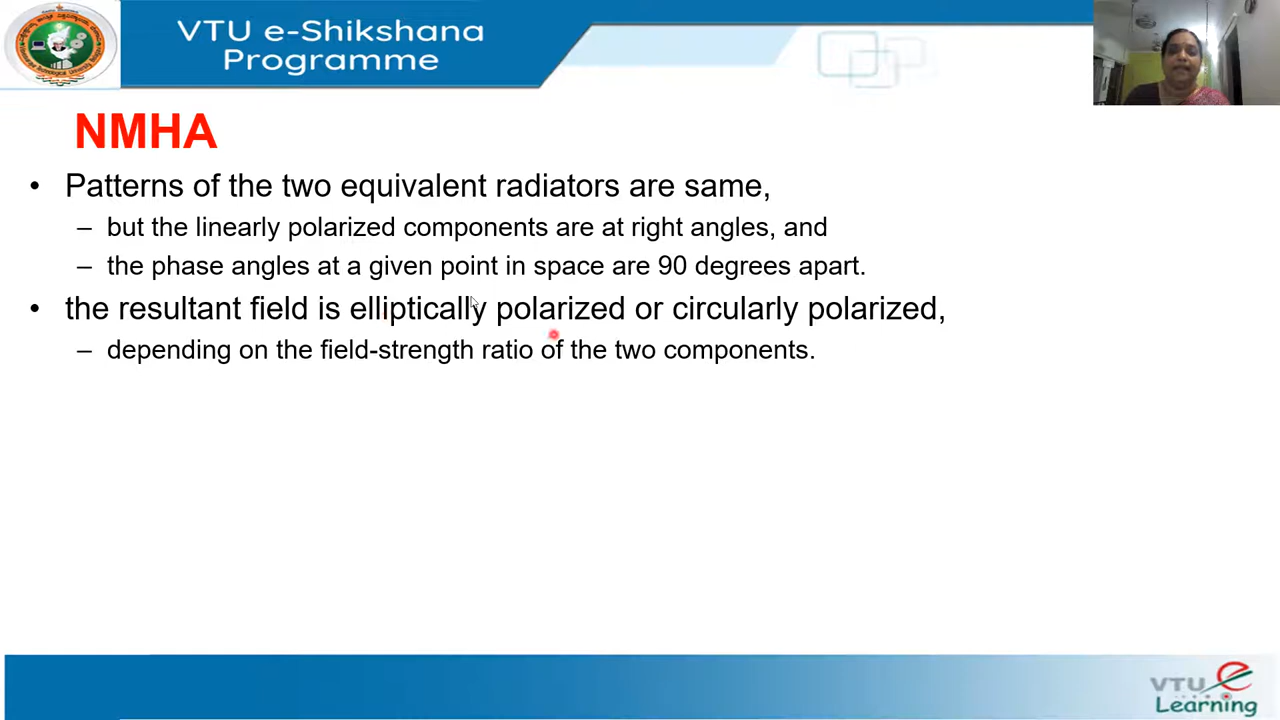 VTU e-Shikshana
Programme
NMHA
• Patterns of the two equivalent radiators are same,
– but the linearly polarized components are at right angles, and
– the phase angles at a given point in space are 90 degrees apart.
• the resultant field is elliptically polarized or circularly polarized,
– depending on the field-strength ratio of the two components.
VTU e
Learning